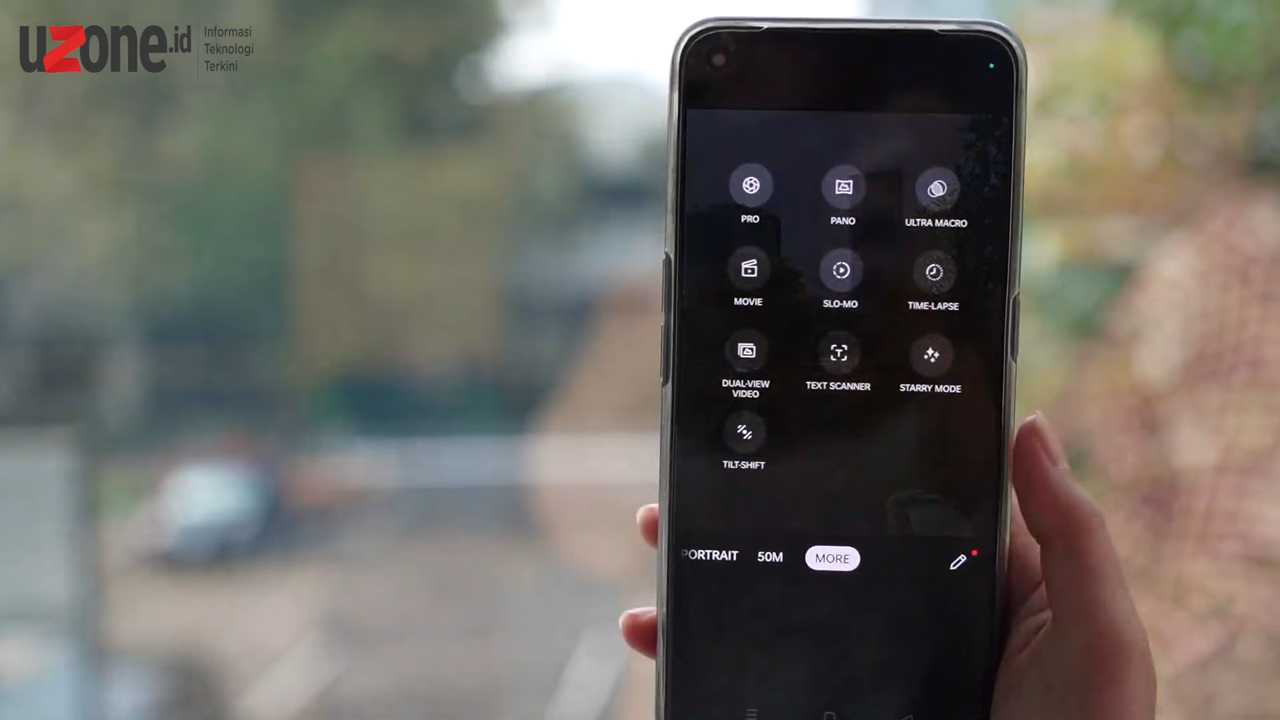 uzone.id
Informasi
Teknologi
Terkini
PRO
PANO
ULTRA MACRO
MOVIE
SLO-MO
TIME-LAPSE
DUAL-VIEW
VIDEO
TEXT SCANNER
STARRY MODE
TILT-SHIFT
PORTRAIT
50M
MORE